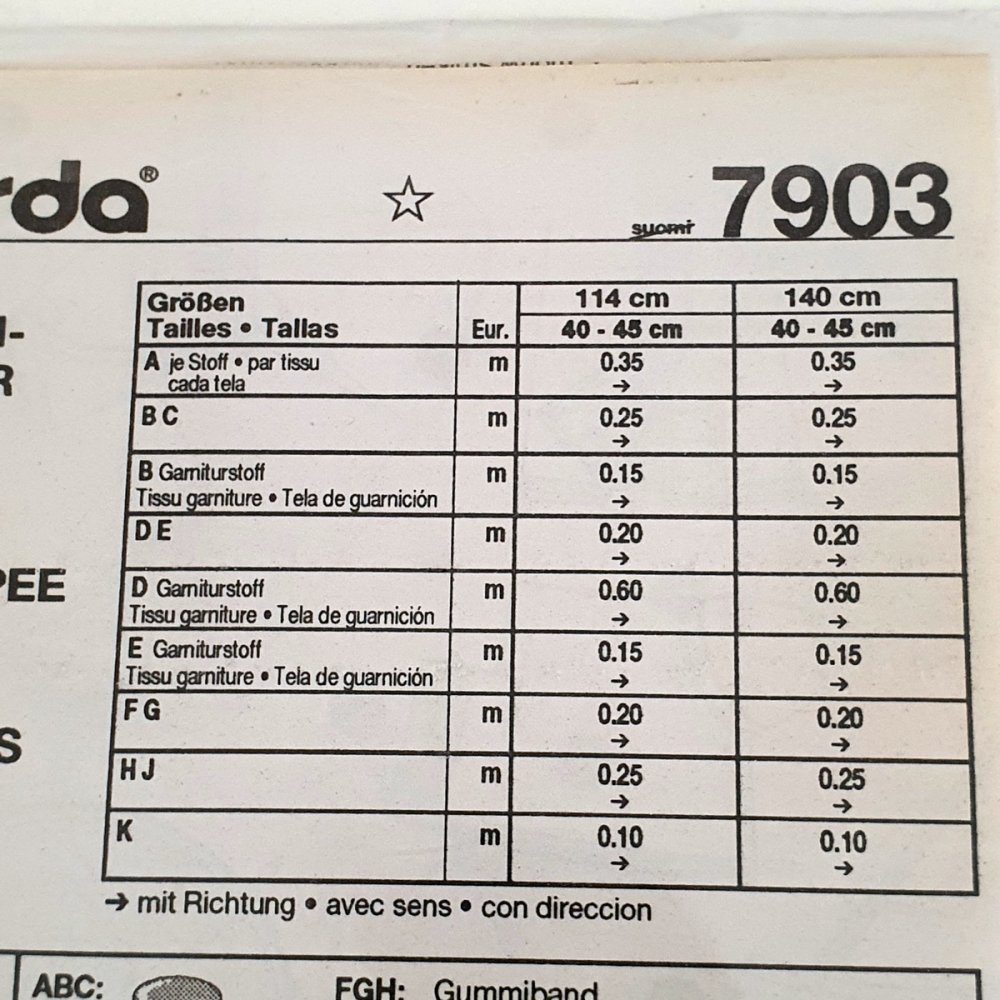 rda®
☆
suomi 7903
Größen 114 cm 140 cm
Tailles • Tallas Eur. 40 - 45 cm 40 - 45 cm
A je Stoff • par tissu m 0.35 0.35
cada tela → →
B C m 0.25 0.25
→ →
B Garniturstoff m 0.15 0.15
Tissu garniture • Tela de guarnición → →
D E m 0.20 0.20
→ →
D Garniturstoff m 0.60 0.60
Tissu garniture • Tela de guarnición → →
E Garniturstoff m 0.15 0.15
Tissu garniture • Tela de guarnición → →
F G m 0.20 0.20
→ →
H J m 0.25 0.25
→ →
K m 0.10 0.10
→ →
→ mit Richtung • avec sens • con direccion
R
PEE
S
ABC: FGH: Gummiband